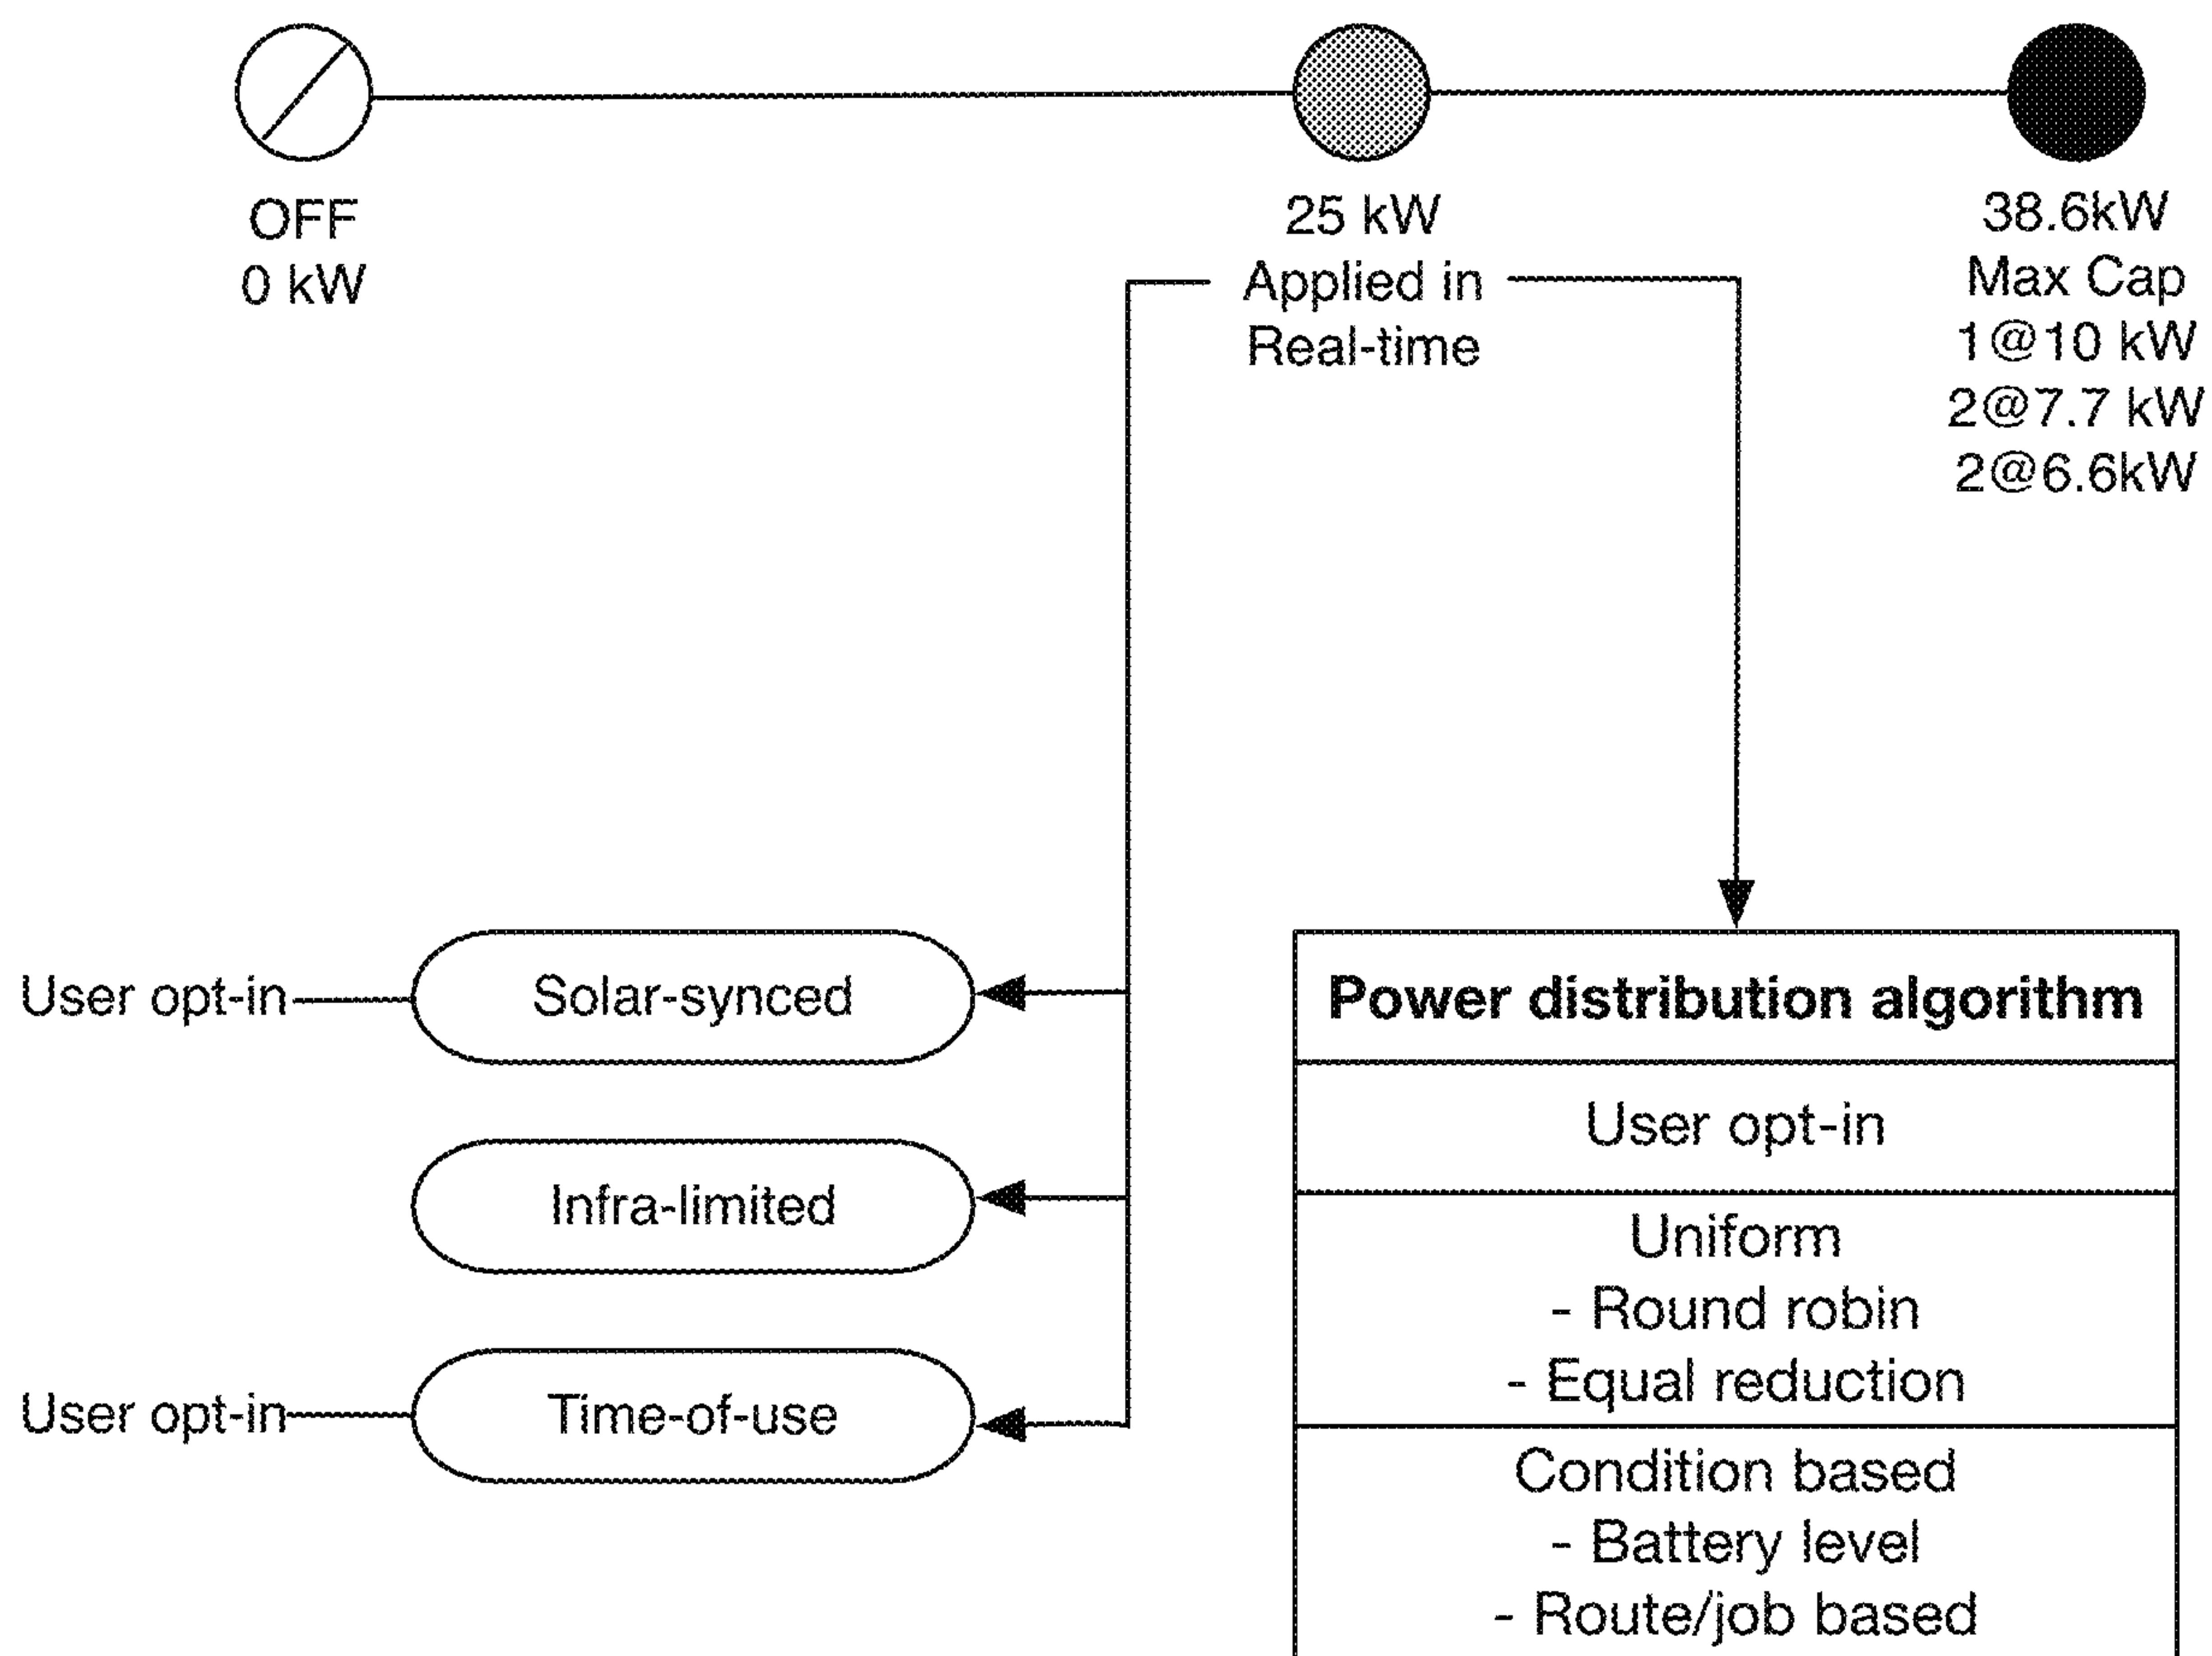 OFF
0 kW
25 kW
Applied in
Real-time
38.6kW
Max Cap
1@10 kW
2@7.7 kW
2@6.6kW
User opt-in
Solar-synced
Infra-limited
User opt-in
Time-of-use
Power distribution algorithm
User opt-in
Uniform
- Round robin
- Equal reduction
Condition based
- Battery level
- Route/job based